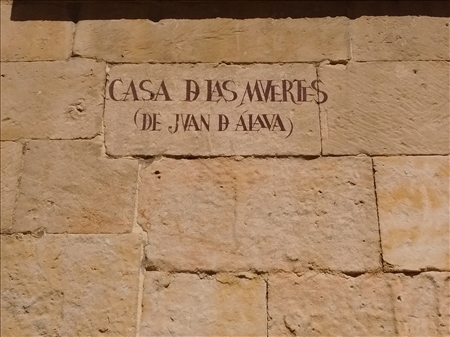 CASA D LAS MVERTES
(DE JVAN D ÁLAVA)